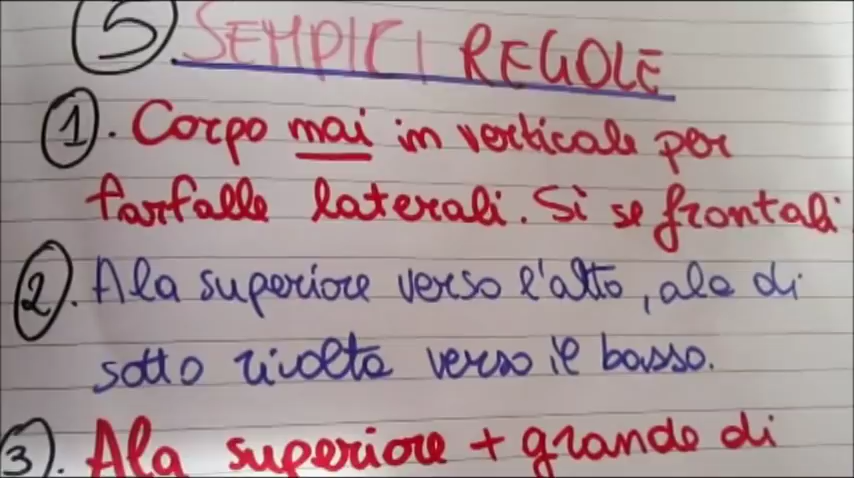 5 SEMPICI REGOLE
1. Corpo mai in verticale per
farfalle laterali. Sì se frontali
2. Ala superiore verso l'alto, ala di
sotto rivolta verso il basso.
3. Ala superiore + grande di